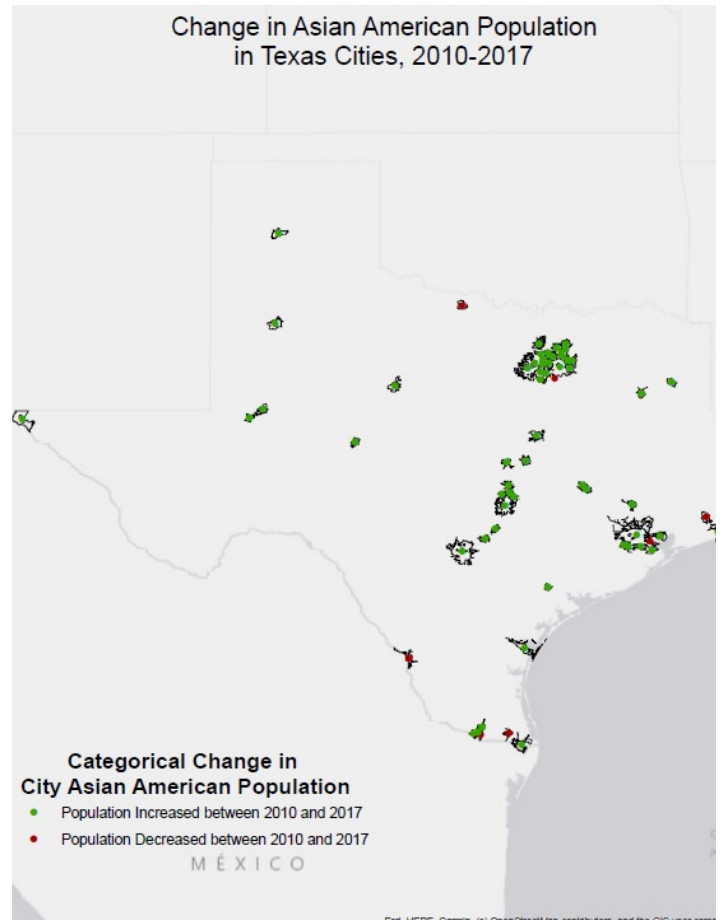 Change in Asian American Population
in Texas Cities, 2010-2017
Categorical Change in
City Asian American Population
Population Increased between 2010 and 2017
Population Decreased between 2010 and 2017
MÉXICO